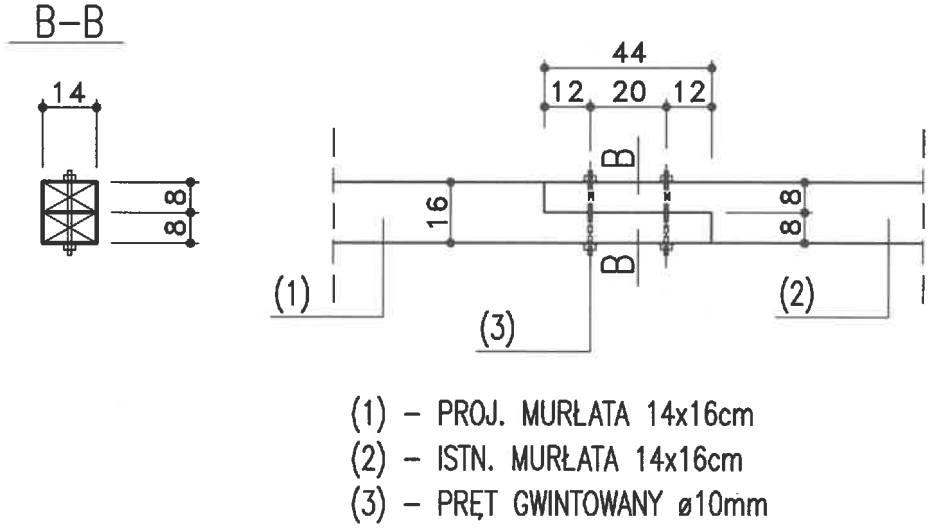 B-B
44
14
12 20 12
B
8
8
16
8
8
B
(1)
(2)
(3)
(1) - PROJ. MURŁATA 14x16cm
(2) - ISTN. MURŁATA 14x16cm
(3) - PRĘT GWINTOWANY ø10mm